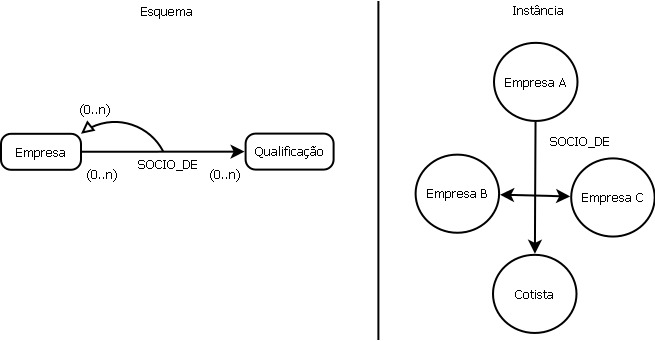 Esquema
(0..n)
Empresa
Qualificação
(0..n)
SOCIO_DE
(0..n)
Instância
Empresa A
SOCIO_DE
Empresa B
Empresa C
Cotista